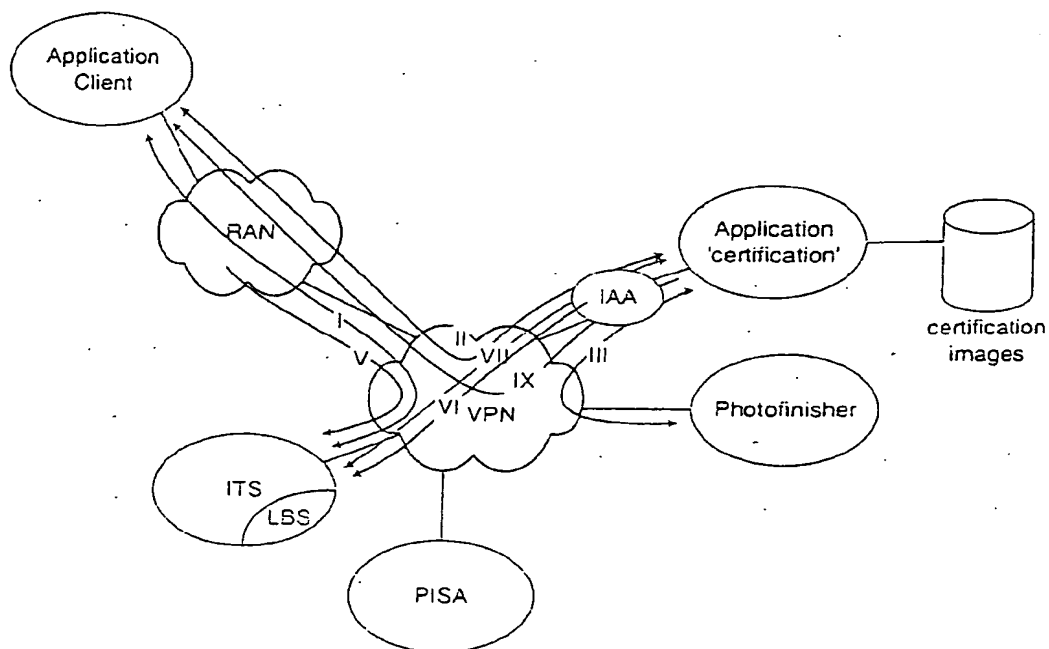 Application
Client
RAN
Application
'certification'
IAA
certification
images
I
II
V
VII
III
IX
VI
VPN
Photofinisher
ITS
LBS
PISA